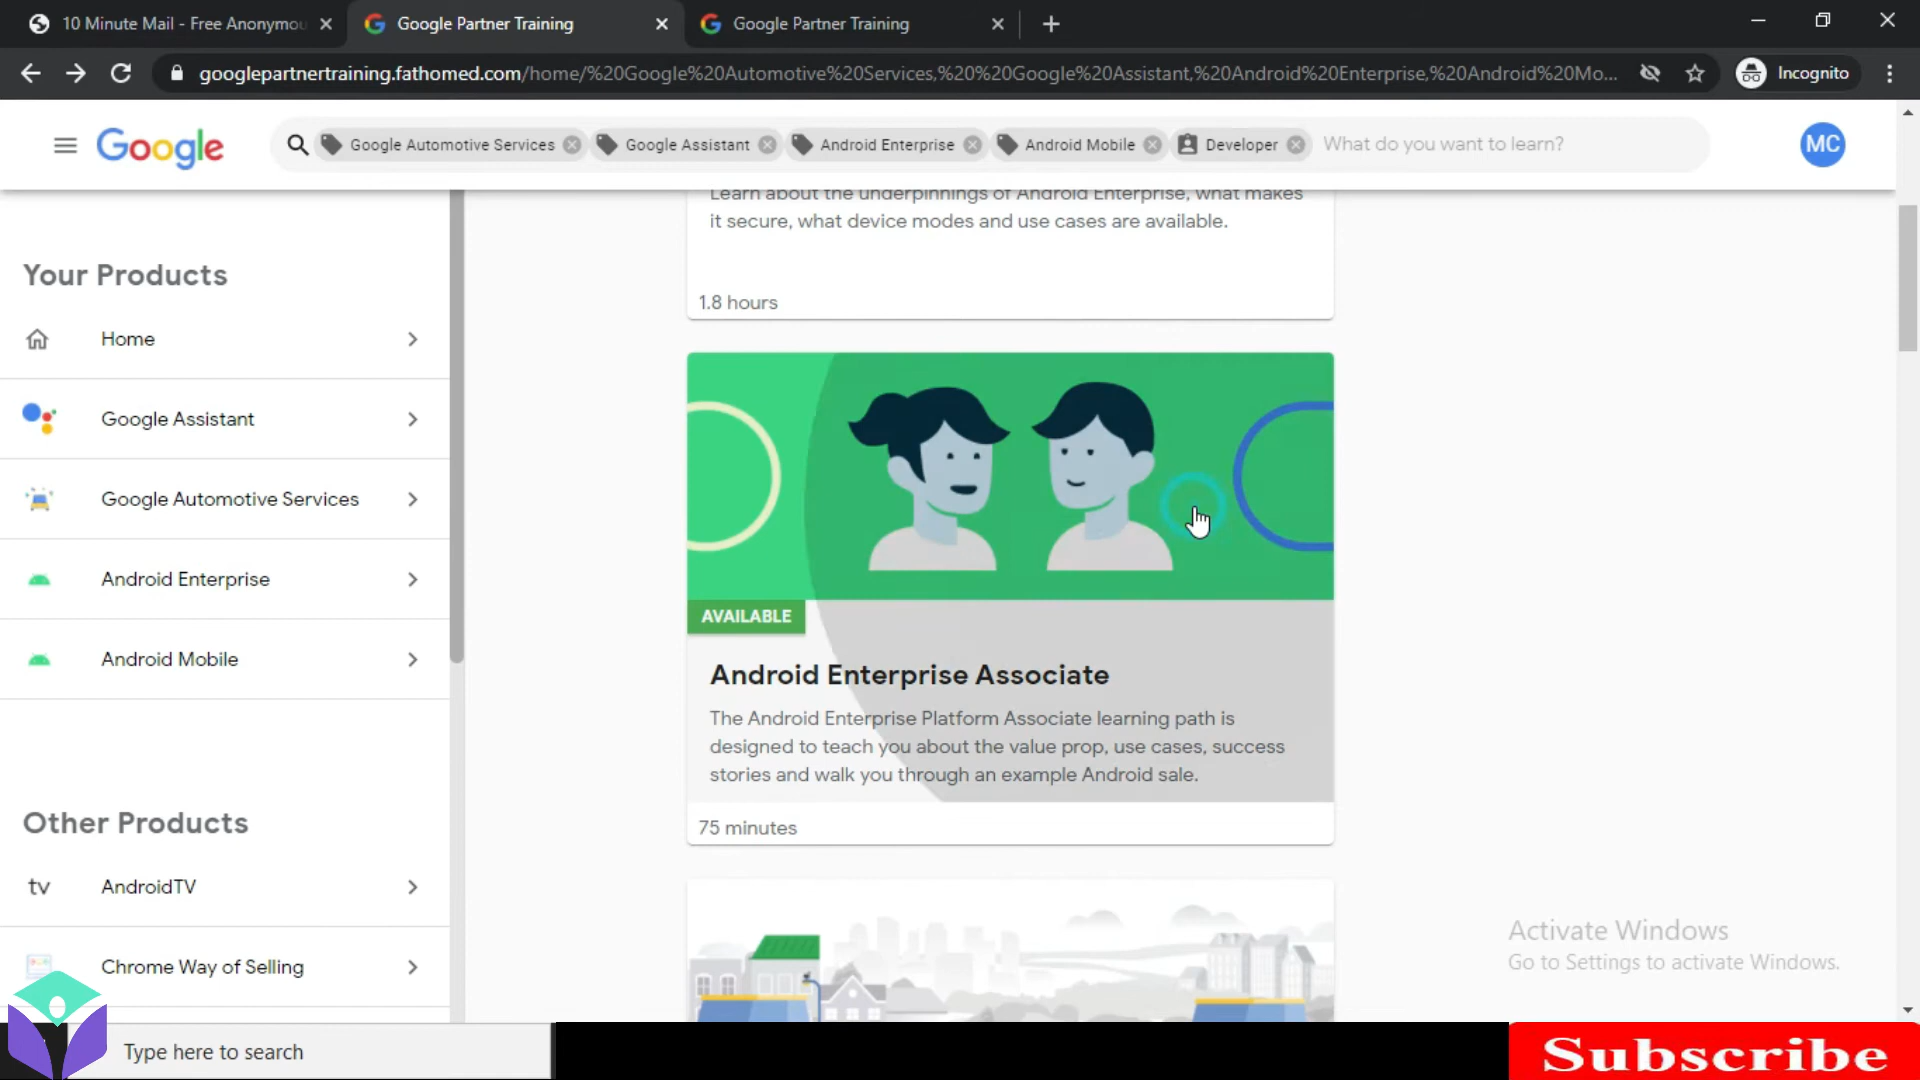 10 Minute Mail - Free Anonymou
Google Partner Training
Google Partner Training
googlepartnertraining.fathomed.com/home/%20Google%20Automotive%20Services,%20%20Google%20Assistant,%20Android%20Enterprise,%20Android%20Mo...
Incognito
Google
Google Automotive Services
Google Assistant
Android Enterprise
Android Mobile
Developer
What do you want to learn?
MC
Your Products
Home
Google Assistant
Google Automotive Services
Android Enterprise
Android Mobile
Other Products
tv AndroidTV
Chrome Way of Selling
Learn about the underpinnings of Android Enterprise, what makes
it secure, what device modes and use cases are available.
1.8 hours
AVAILABLE
Android Enterprise Associate
The Android Enterprise Platform Associate learning path is
designed to teach you about the value prop, use cases, success
stories and walk you through an example Android sale.
75 minutes
Activate Windows
Go to Settings to activate Windows.
Type here to search
Subscribe